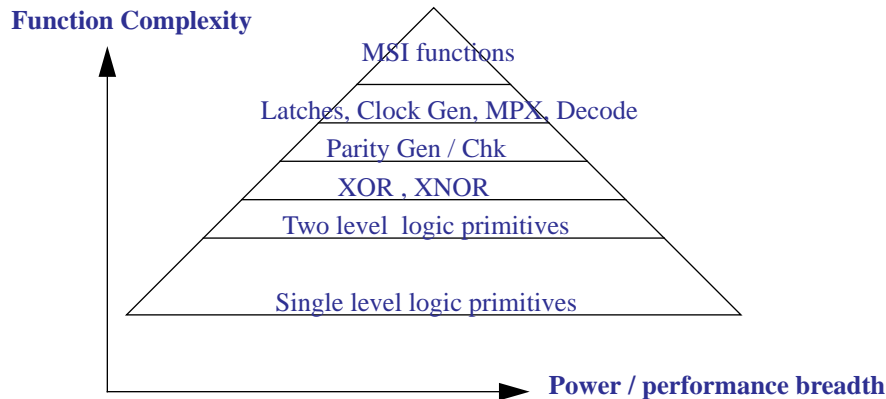 Function Complexity
MSI functions
Latches, Clock Gen, MPX, Decode
Parity Gen / Chk
XOR , XNOR
Two level logic primitives
Single level logic primitives
Power / performance breadth